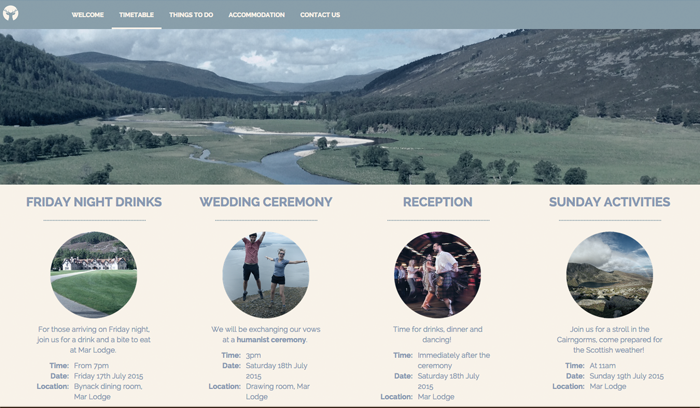 WELCOME TIMETABLE THINGS TO DO ACCOMMODATION CONTACT US
FRIDAY NIGHT DRINKS
For those arriving on Friday night,
join us for a drink and a bite to eat
at Mar Lodge.
Time: From 7pm
Date: Friday 17th July 2015
Location: Bynack dining room,
Mar Lodge
WEDDING CEREMONY
We will be exchanging our vows
at a humanist ceremony.
Time: 3pm
Date: Saturday 18th July
2015
Location: Drawing room, Mar
Lodge
RECEPTION
Time for drinks, dinner and
dancing!
Time: Immediately after the
ceremony
Date: Saturday 18th July
2015
Location: Mar Lodge
SUNDAY ACTIVITIES
Join us for a stroll in the
Cairngorms, come prepared for
the Scottish weather!
Time: At 11am
Date: Sunday 19th July 2015
Location: Mar Lodge